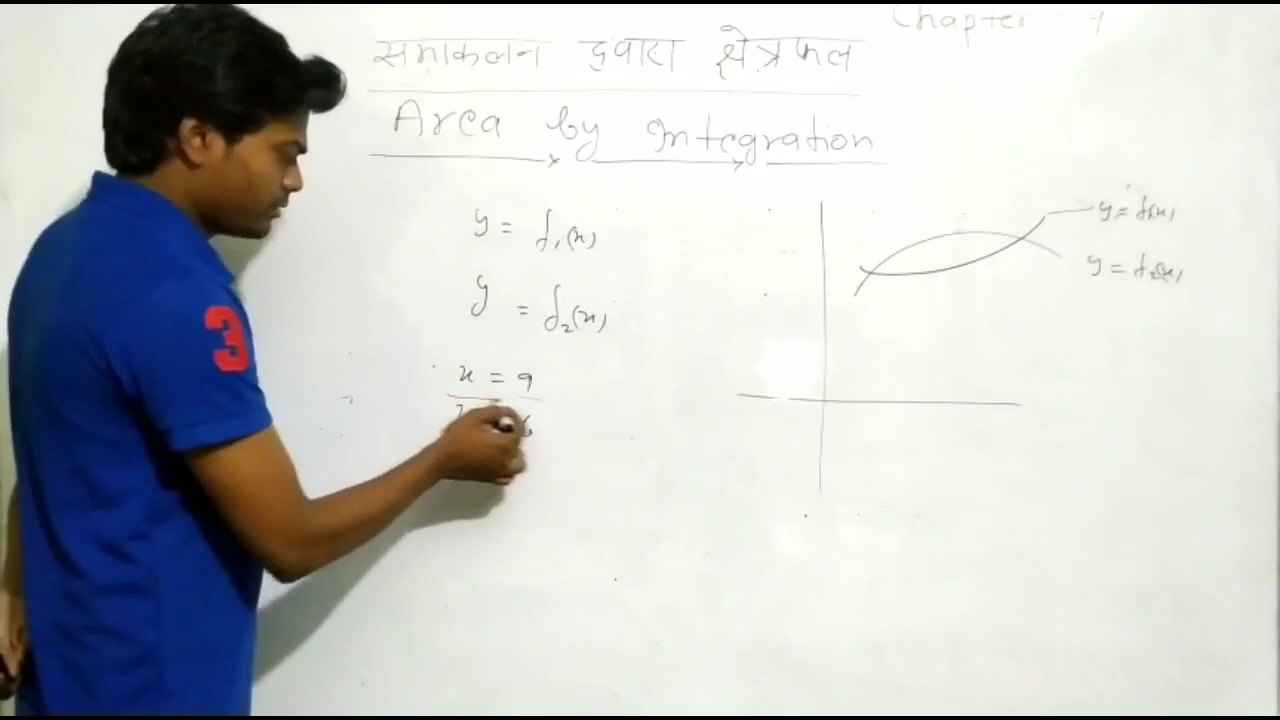 Chapter
समाकलन द्वारा क्षेत्रफल
Area by Integration
y = f₁(x)
y = f₂(x)
x = a
y = f₁(x)
y = f₂(x)
3